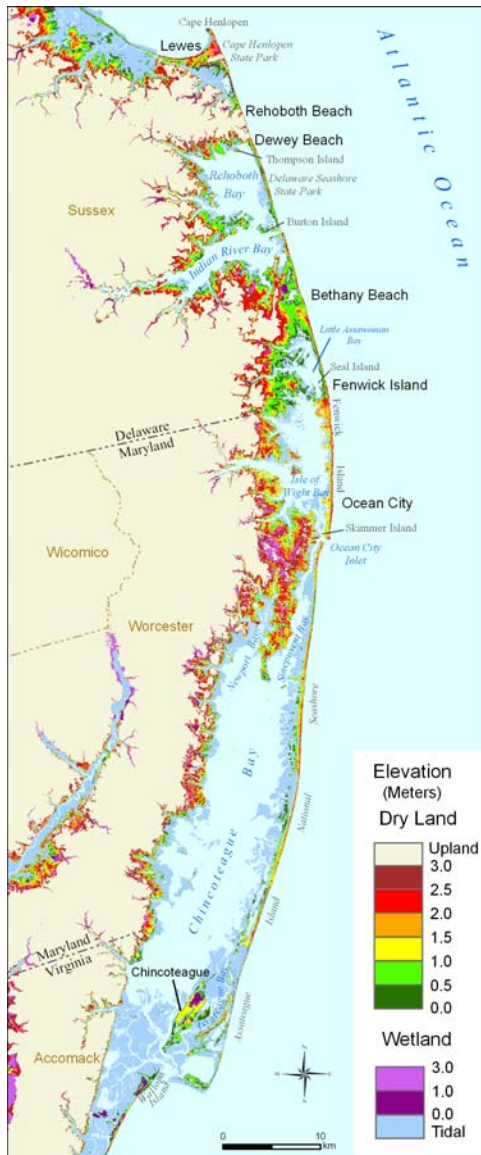 Cape Henlopen
Lewes
Cape Henlopen
State Park
Rehoboth Beach
Dewey Beach
Thompson Island
Rehoboth
Bay
Delaware Seashore
State Park
Sussex
Burton Island
Indian River Bay
Atlantic Ocean
Bethany Beach
Little Assawoman
Bay
Seal Island
Fenwick Island
Fenwick
Island
Delaware
Maryland
Isle of
Wight Bay
Ocean City
Skimmer Island
Ocean City
Inlet
Wicomico
Worcester
Newport Bay
Sinepuxent Bay
Chincoteague Bay
Assateague
Island
National
Seashore
Maryland
Virginia
Chincoteague
Assateague Bay
Accomack
Wallops
Island
0 10
km
Elevation
(Meters)
Dry Land
Upland
3.0
2.5
2.0
1.5
1.0
0.5
0.0
Wetland
3.0
1.0
0.0
Tidal